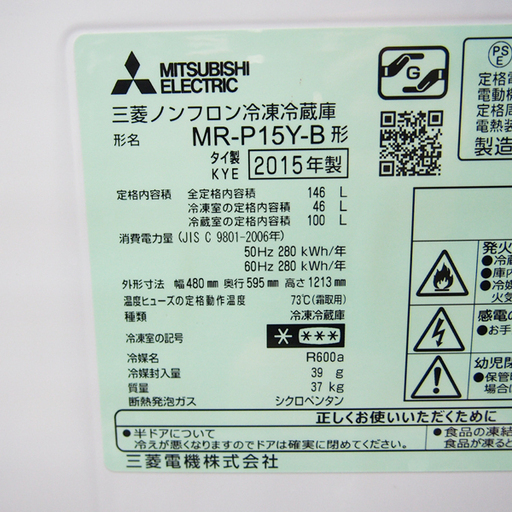 MITSUBISHI
ELECTRIC
G
PS
E
三菱ノンフロン冷凍冷蔵庫
形名 MR-P15Y-B 形
タイ製
KYE 2015年製
定格内容積 全定格内容積 146 L
冷凍室の定格内容積 46 L
冷蔵室の定格内容積 100 L
消費電力量 (JIS C 9801-2006年)
50Hz 280 kWh/年
60Hz 280 kWh/年
外形寸法 幅480mm 奥行595mm 高さ1213mm
温度ヒューズの定格動作温度 73℃(霜取用)
種類 冷凍冷蔵庫
冷凍室の記号
冷媒名 R600a
冷媒封入量 39 g
質量 37 kg
断熱発泡ガス シクロペンタン
定格電
電動機
定格周
電熱装
製造
発火
●冷蔵
●庫内
●冷媒
火気
感電の
●お手
幼児閉
●保管
場合に
正しくお使いいただくために
●半ドアについて
冷えが悪くなりますのでドアは確実に閉めてください。
●食品の凍結
食品が凍ると
三菱電機株式会社